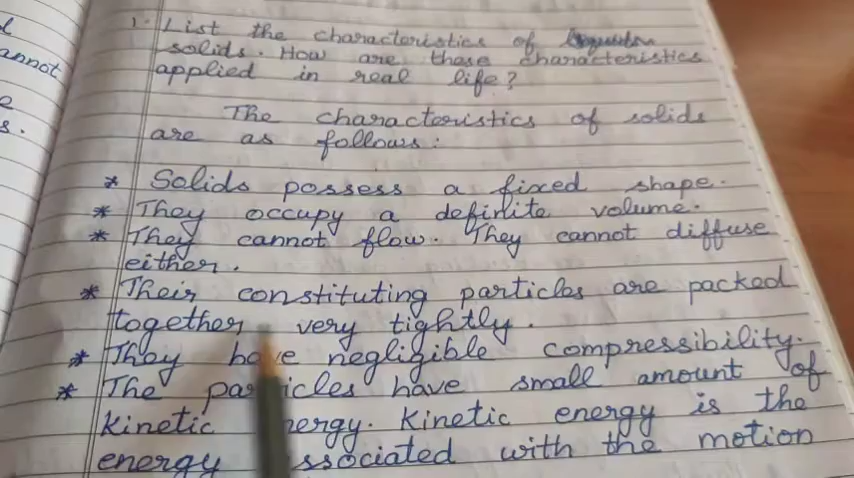 1. List the characteristics of
solids. How are these characteristics
applied in real life?
The characteristics of solids
are as follows:
* Solids possess a fixed shape.
* They occupy a definite volume.
* They cannot flow. They cannot diffuse
either.
* Their constituting particles are packed
together very tightly.
* They have negligible compressibility.
* The particles have small amount of
Kinetic energy. Kinetic energy is the
energy associated with the motion
annot